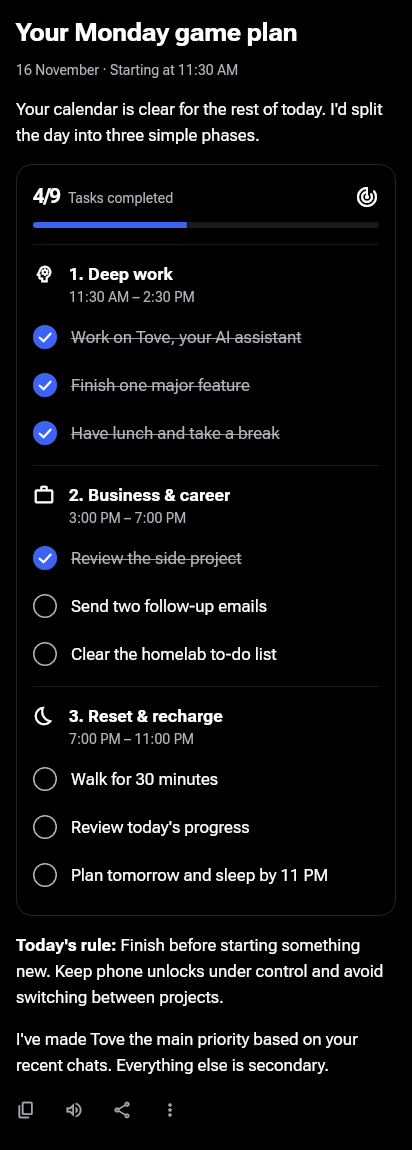 Your Monday game plan
16 November · Starting at 11:30 AM
Your calendar is clear for the rest of today. I'd split
the day into three simple phases.
4/9 Tasks completed
1. Deep work
11:30 AM – 2:30 PM
Work on Tove, your AI assistant
Finish one major feature
Have lunch and take a break
2. Business & career
3:00 PM – 7:00 PM
Review the side project
Send two follow-up emails
Clear the homelab to-do list
3. Reset & recharge
7:00 PM – 11:00 PM
Walk for 30 minutes
Review today's progress
Plan tomorrow and sleep by 11 PM
Today's rule: Finish before starting something
new. Keep phone unlocks under control and avoid
switching between projects.
I've made Tove the main priority based on your
recent chats. Everything else is secondary.